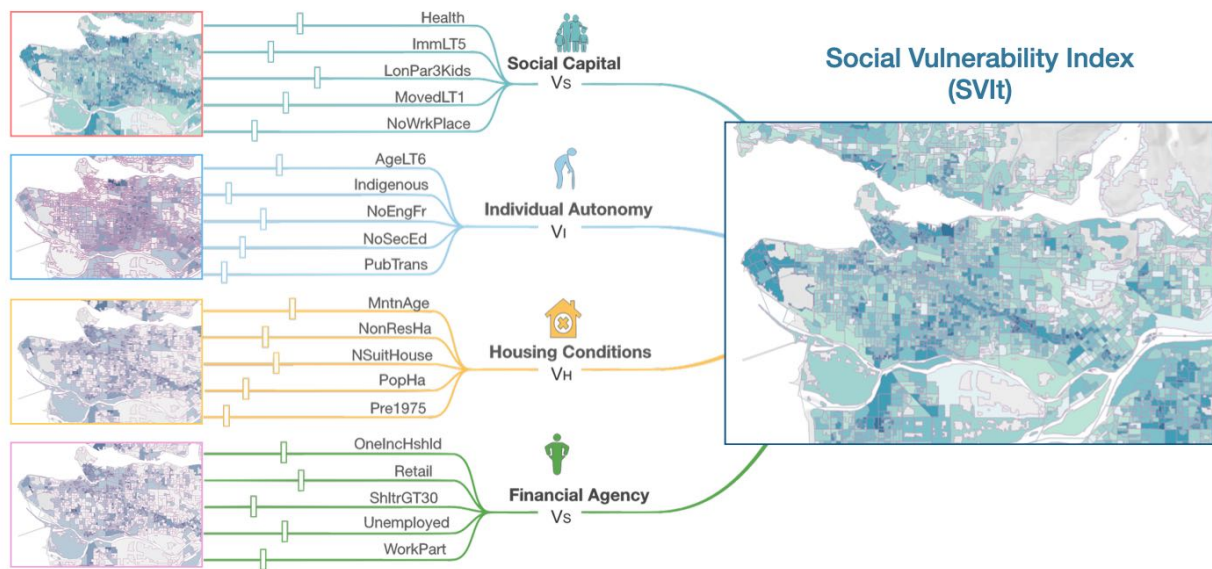 Health
ImmLT5
LonPar3Kids
MovedLT1
NoWrkPlace
Social Capital
VS
AgeLT6
Indigenous
NoEngFr
NoSecEd
PubTrans
Individual Autonomy
VI
MntnAge
NonResHa
NSuitHouse
PopHa
Pre1975
Housing Conditions
VH
OneIncHshld
Retail
ShltrGT30
Unemployed
WorkPart
Financial Agency
VS
Social Vulnerability Index
(SVIt)